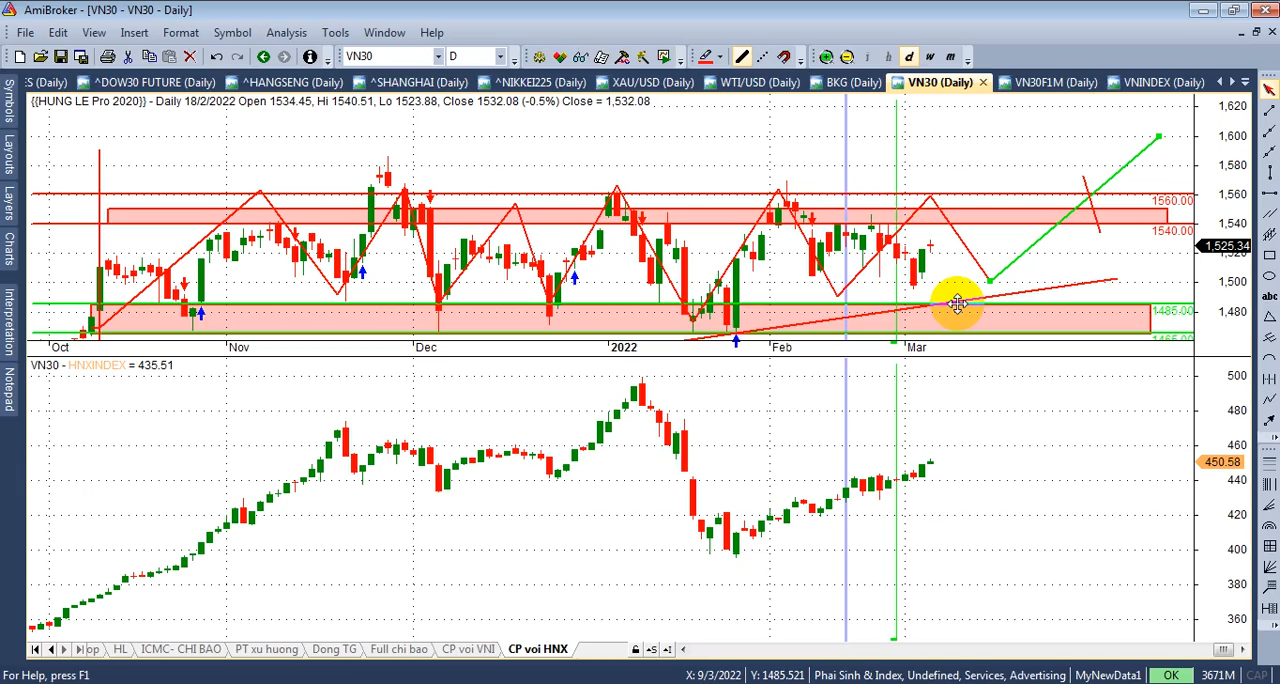 AmiBroker - [VN30 - VN30 - Daily]
File Edit View Insert Format Symbol Analysis Tools Window Help
VN30 D i h d w m
:S (Daily) ^DOW30 FUTURE (Daily) ^HANGSENG (Daily) ^SHANGHAI (Daily) ^NIKKEI225 (Daily) XAU/USD (Daily) WTI/USD (Daily) BKG (Daily) VN30 (Daily) VN30F1M (Daily) VNINDEX (Daily)
{{HUNG LE Pro 2020}} - Daily 18/2/2022 Open 1534.45, Hi 1540.51, Lo 1523.88, Close 1532.08 (-0.5%) Close = 1,532.08
Symbols
Layouts
Layers
Charts
Interpretation
Notepad
abc
1,620
1,600
1,580
1,560
1560.00
1,540
1540.00
1,525.34
1,500
1,480
1485.00
1465.00
Oct Nov Dec 2022 Feb Mar
VN30 - HNXINDEX = 435.51
500
480
460
450.58
440
420
400
380
360
op HL ICMC- CHI BAO PT xu huong Dong TG Full chi bao CP voi VNI CP voi HNX
For Help, press F1 X: 9/3/2022 Y: 1485.521 Phai Sinh & Index, Undefined, Services, Advertising MyNewData1 OK 3671M CAP